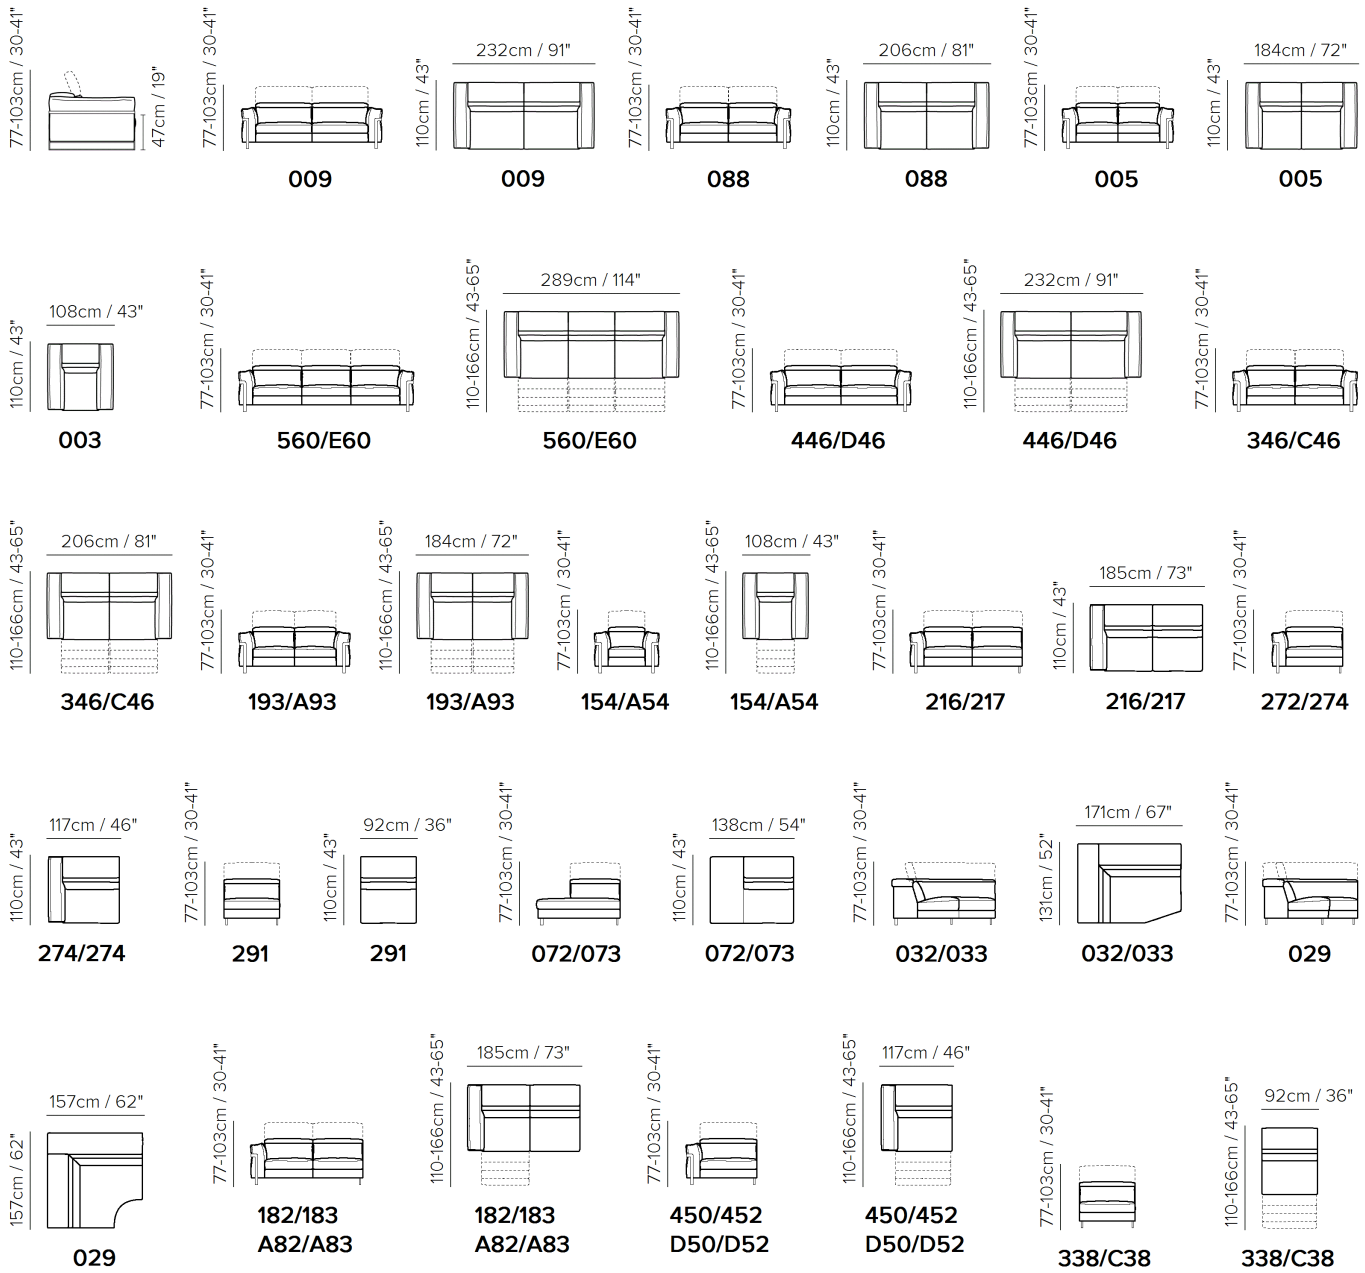 77-103cm / 30-41"
47cm / 19"
77-103cm / 30-41"
009
232cm / 91"
110cm / 43"
009
77-103cm / 30-41"
088
206cm / 81"
110cm / 43"
088
77-103cm / 30-41"
005
184cm / 72"
110cm / 43"
005
108cm / 43"
110cm / 43"
003
77-103cm / 30-41"
560/E60
289cm / 114"
110-166cm / 43-65"
560/E60
77-103cm / 30-41"
446/D46
232cm / 91"
110-166cm / 43-65"
446/D46
77-103cm / 30-41"
346/C46
206cm / 81"
110-166cm / 43-65"
346/C46
77-103cm / 30-41"
193/A93
184cm / 72"
110-166cm / 43-65"
193/A93
77-103cm / 30-41"
154/A54
108cm / 43"
110-166cm / 43-65"
154/A54
77-103cm / 30-41"
216/217
185cm / 73"
110cm / 43"
216/217
77-103cm / 30-41"
272/274
117cm / 46"
110cm / 43"
274/274
77-103cm / 30-41"
291
92cm / 36"
110cm / 43"
291
77-103cm / 30-41"
072/073
138cm / 54"
110cm / 43"
072/073
77-103cm / 30-41"
032/033
171cm / 67"
131cm / 52"
032/033
77-103cm / 30-41"
029
157cm / 62"
157cm / 62"
029
77-103cm / 30-41"
182/183
A82/A83
185cm / 73"
110-166cm / 43-65"
182/183
A82/A83
77-103cm / 30-41"
450/452
D50/D52
117cm / 46"
110-166cm / 43-65"
450/452
D50/D52
77-103cm / 30-41"
338/C38
92cm / 36"
110-166cm / 43-65"
338/C38